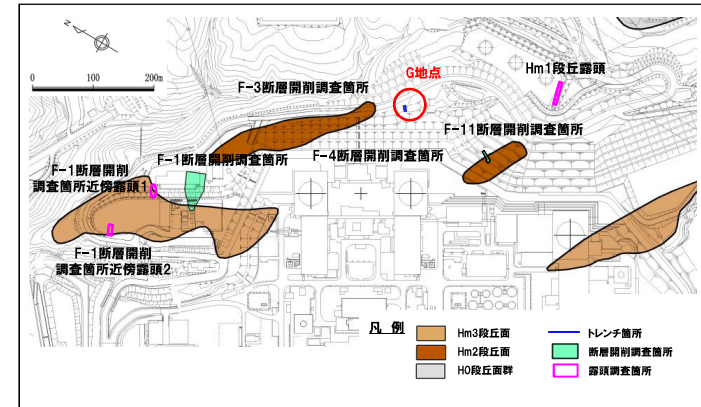 N
0
100
200m
G地点
Hm1段丘露頭
F-3断層開削調査箇所
F-11断層開削調査箇所
F-1断層開削
調査箇所近傍露頭1
F-1断層開削調査箇所
F-4断層開削調査箇所
F-1断層開削
調査箇所近傍露頭2
凡 例
Hm3段丘面
Hm2段丘面
H0段丘面群
トレンチ箇所
断層開削調査箇所
露頭調査箇所